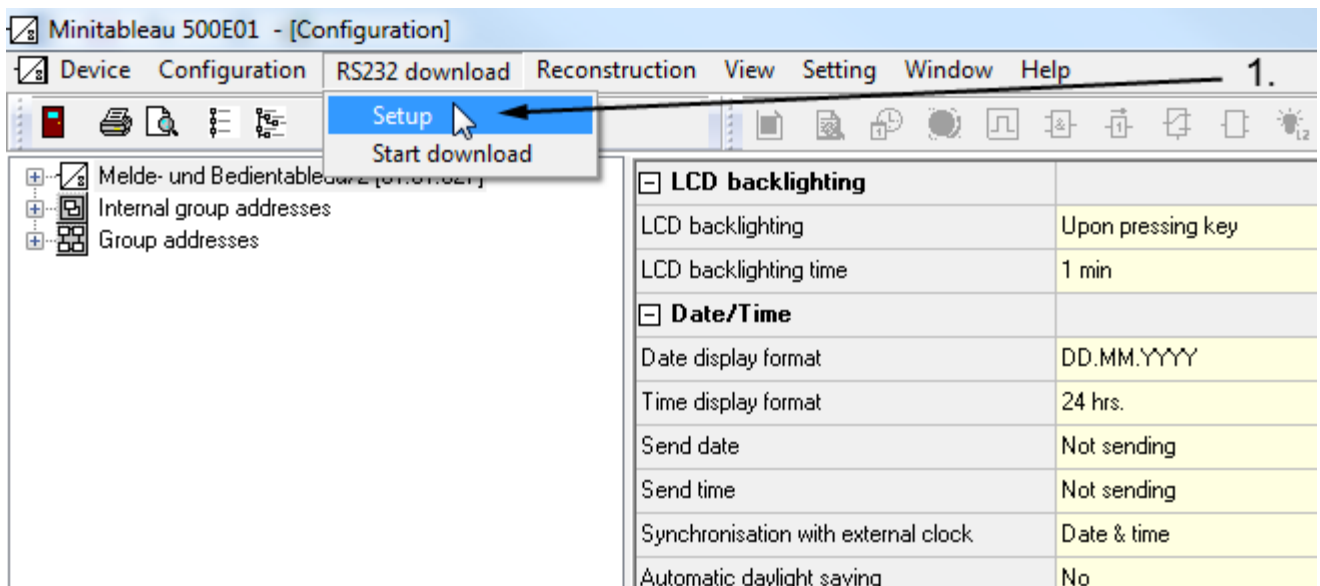 Minitableau 500E01 - [Configuration]
Device Configuration RS232 download Reconstruction View Setting Window Help
1.
Setup
Start download
Melde- und
Internal group addresses
Group addresses
LCD backlighting
LCD backlighting Upon pressing key
LCD backlighting time 1 min
Date/Time
Date display format DD.MM.YYYY
Time display format 24 hrs.
Send date Not sending
Send time Not sending
Synchronisation with external clock Date & time
Automatic daylight saving No